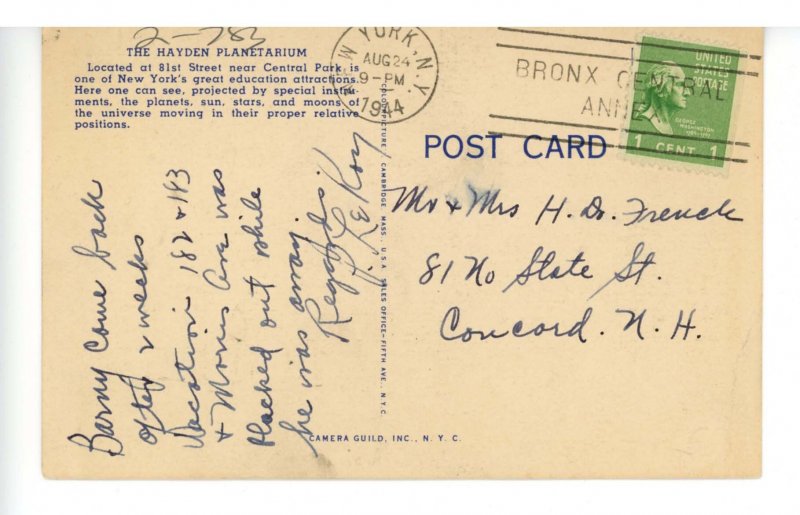 2-783
THE HAYDEN PLANETARIUM
Located at 81st Street near Central Park is
one of New York's great education attractions.
Here one can see, projected by special instru-
ments, the planets, sun, stars, and moons of
the universe moving in their proper relative
positions.
NEW YORK, N.Y.
AUG 24
9-PM
1944
BRONX CENTRAL
ANNEX
UNITED
STATES
POSTAGE
GEORGE
WASHINGTON
1 CENT 1
POST CARD
Mr + Mrs H. D. French
81 No State St.
Concord. N. H.
Barny Come back
after 2 weeks
Vacation 182 + 183
+ Morris Ave was
Placked out while
he was away.
Regards.
J. LeRoy
"COLORPICTURE" CAMBRIDGE, MASS., U.S.A. SALES OFFICE-FIFTH AVE., N.Y.C.
CAMERA GUILD, INC., N. Y. C.